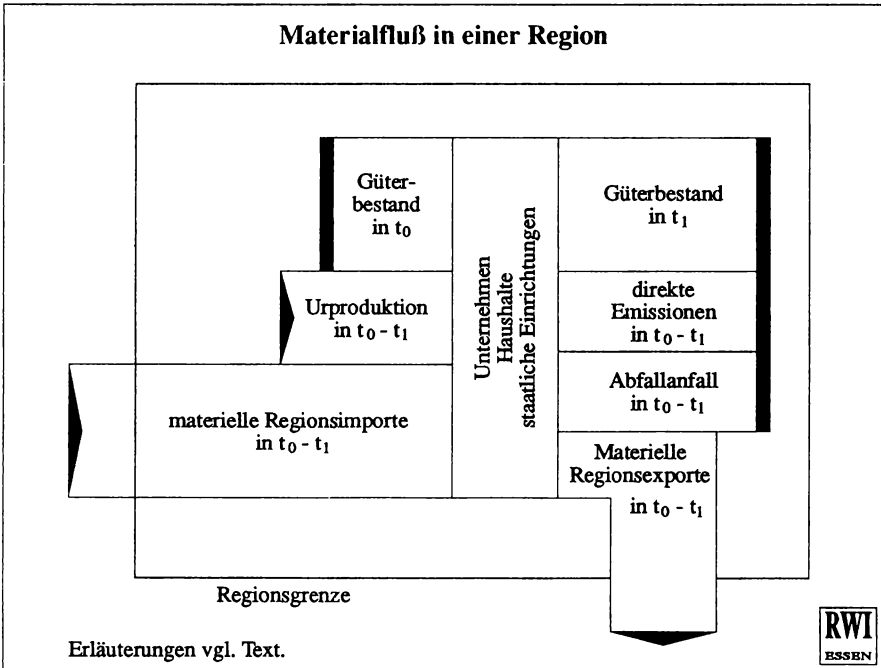 Materialfluß in einer Region
Güter-
bestand
in t₀
Urproduktion
in t₀ - t₁
materielle Regionsimporte
in t₀ - t₁
Unternehmen
Haushalte
staatliche Einrichtungen
Güterbestand
in t₁
direkte
Emissionen
in t₀ - t₁
Abfallanfall
in t₀ - t₁
Materielle
Regionsexporte
in t₀ - t₁
Regionsgrenze
Erläuterungen vgl. Text.
RWI
ESSEN